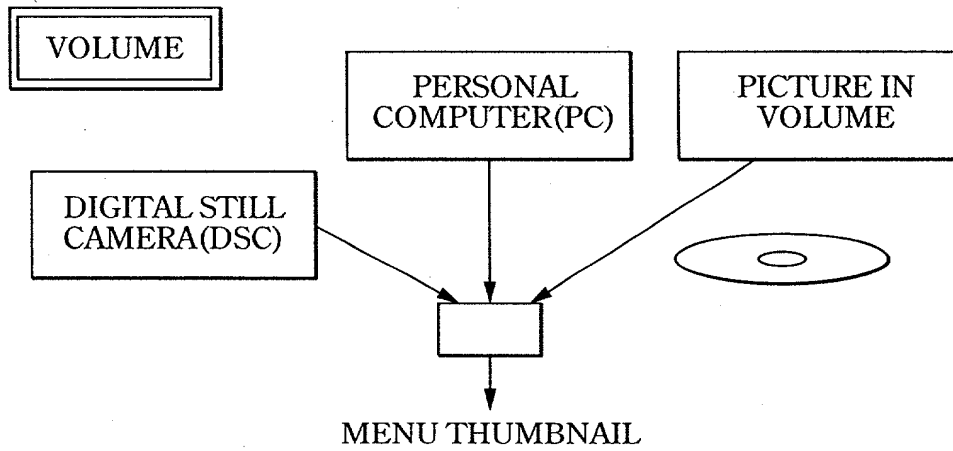 VOLUME
PERSONAL
COMPUTER(PC)
PICTURE IN
VOLUME
DIGITAL STILL
CAMERA(DSC)
MENU THUMBNAIL